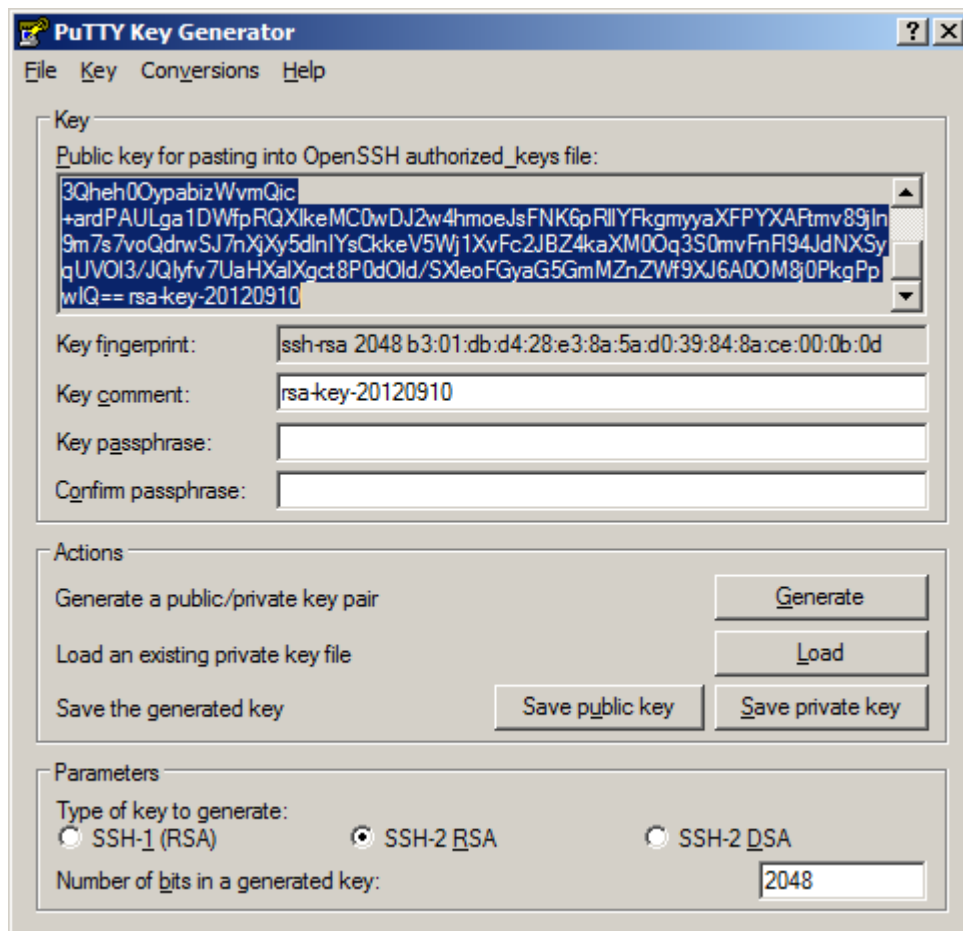 PuTTY Key Generator
File Key Conversions Help
Key
Public key for pasting into OpenSSH authorized_keys file:
3Qheh0OypabizWvmQic
+ardPAULga1DWfpRQXlkeMC0wDJ2w4hmoeJsFNK6pRllYFkgmyyaXFPYXAFtmv89jIn
9m7s7voQdrwSJ7nXjXy5dlnIYsCkkeV5Wj1XvFc2JBZ4kaXM0Oq3S0mvFnFl94JdNXSy
qUVOl3/JQlyfv7UaHXalXgct8P0dOld/SXleoFGyaG5GmMZnZWf9XJ6A0OM8j0PkgPp
wIQ== rsa-key-20120910
Key fingerprint: ssh-rsa 2048 b3:01:db:d4:28:e3:8a:5a:d0:39:84:8a:ce:00:0b:0d
Key comment: rsa-key-20120910
Key passphrase:
Confirm passphrase:
Actions
Generate a public/private key pair Generate
Load an existing private key file Load
Save the generated key Save public key Save private key
Parameters
Type of key to generate:
SSH-1 (RSA) SSH-2 RSA SSH-2 DSA
Number of bits in a generated key: 2048